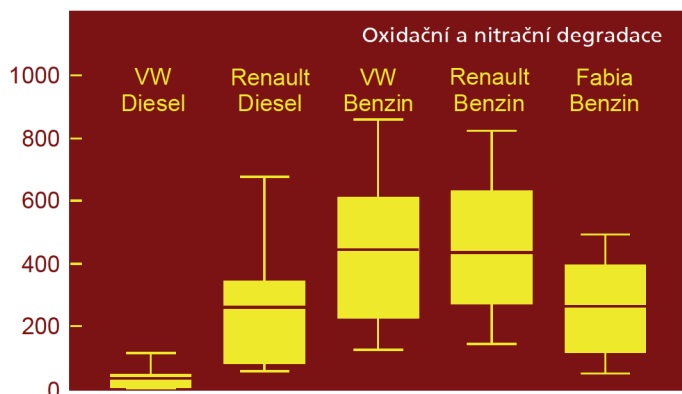 Oxidační a nitrační degradace
1000
800
600
400
200
0
VW
Diesel
Renault
Diesel
VW
Benzin
Renault
Benzin
Fabia
Benzin